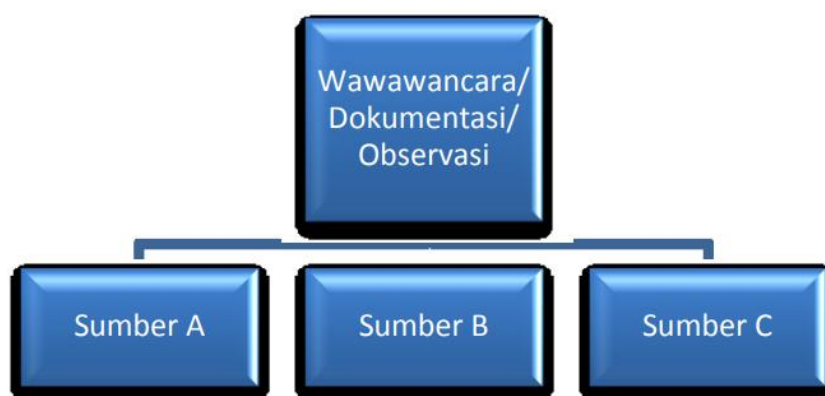 Wawawancara/
Dokumentasi/
Observasi
Sumber A
Sumber B
Sumber C